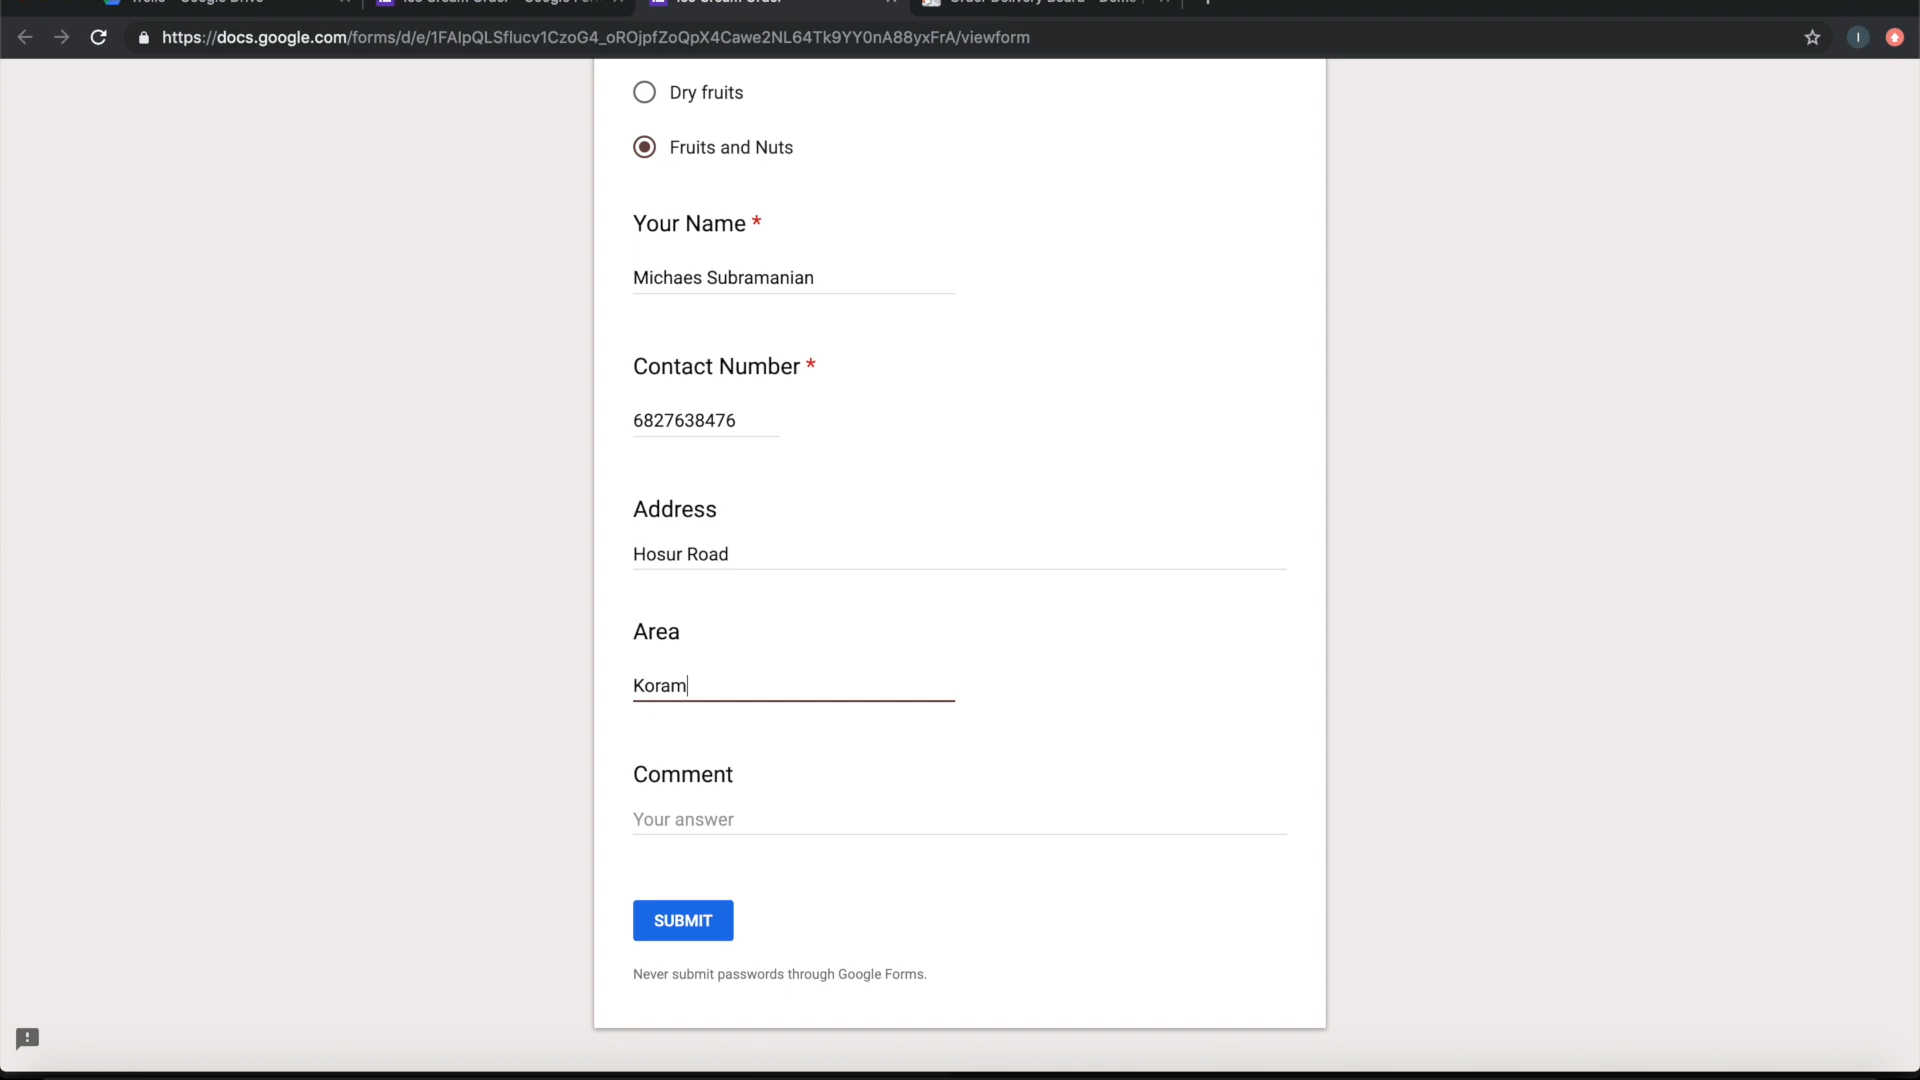 https://docs.google.com/forms/d/e/1FAIpQLSflucv1CzoG4_oROjpfZoQpX4Cawe2NL64Tk9YY0nA88yxFrA/viewform
Dry fruits
Fruits and Nuts
Your Name *
Michaes Subramanian
Contact Number *
6827638476
Address
Hosur Road
Area
Koram
Comment
Your answer
SUBMIT
Never submit passwords through Google Forms.